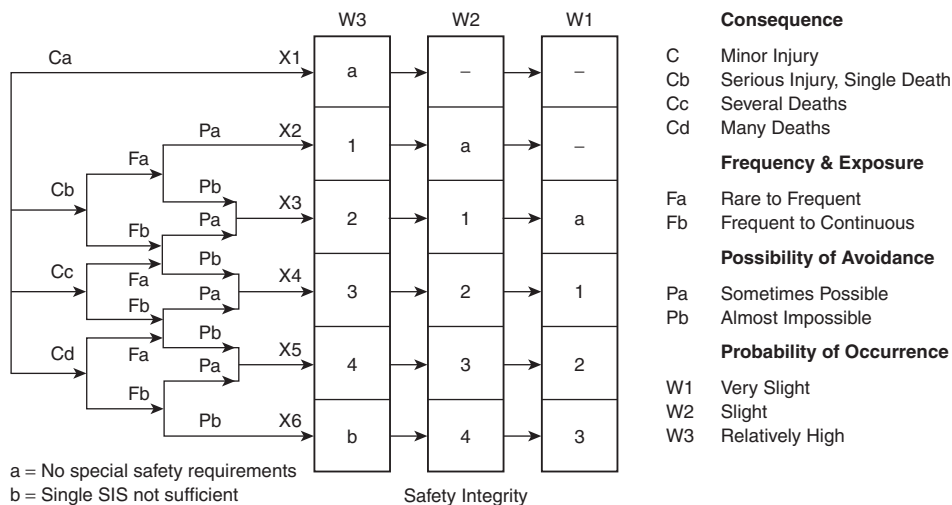 W3 W2 W1
Ca X1 a – –
Pa X2 1 a –
Fa
Cb Pb X3 2 1 a
Pa
Fb
Cc Pb X4 3 2 1
Fa
Fb Pa
Cd Pb X5 4 3 2
Fa
Pa
Fb
Pb X6 b 4 3
a = No special safety requirements
b = Single SIS not sufficient
Safety Integrity
Consequence
C Minor Injury
Cb Serious Injury, Single Death
Cc Several Deaths
Cd Many Deaths
Frequency & Exposure
Fa Rare to Frequent
Fb Frequent to Continuous
Possibility of Avoidance
Pa Sometimes Possible
Pb Almost Impossible
Probability of Occurrence
W1 Very Slight
W2 Slight
W3 Relatively High